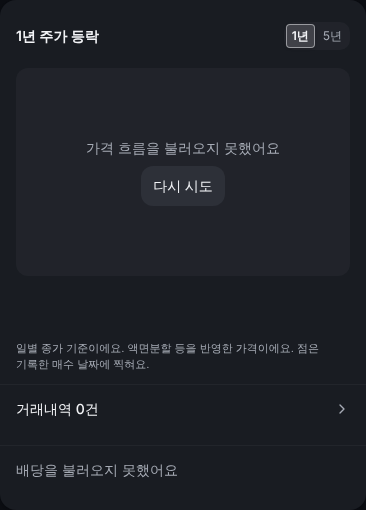 1년 주가 등락
1년 5년
가격 흐름을 불러오지 못했어요
다시 시도
일별 종가 기준이에요. 액면분할 등을 반영한 가격이에요. 점은
기록한 매수 날짜에 찍혀요.
거래내역 0건
배당을 불러오지 못했어요